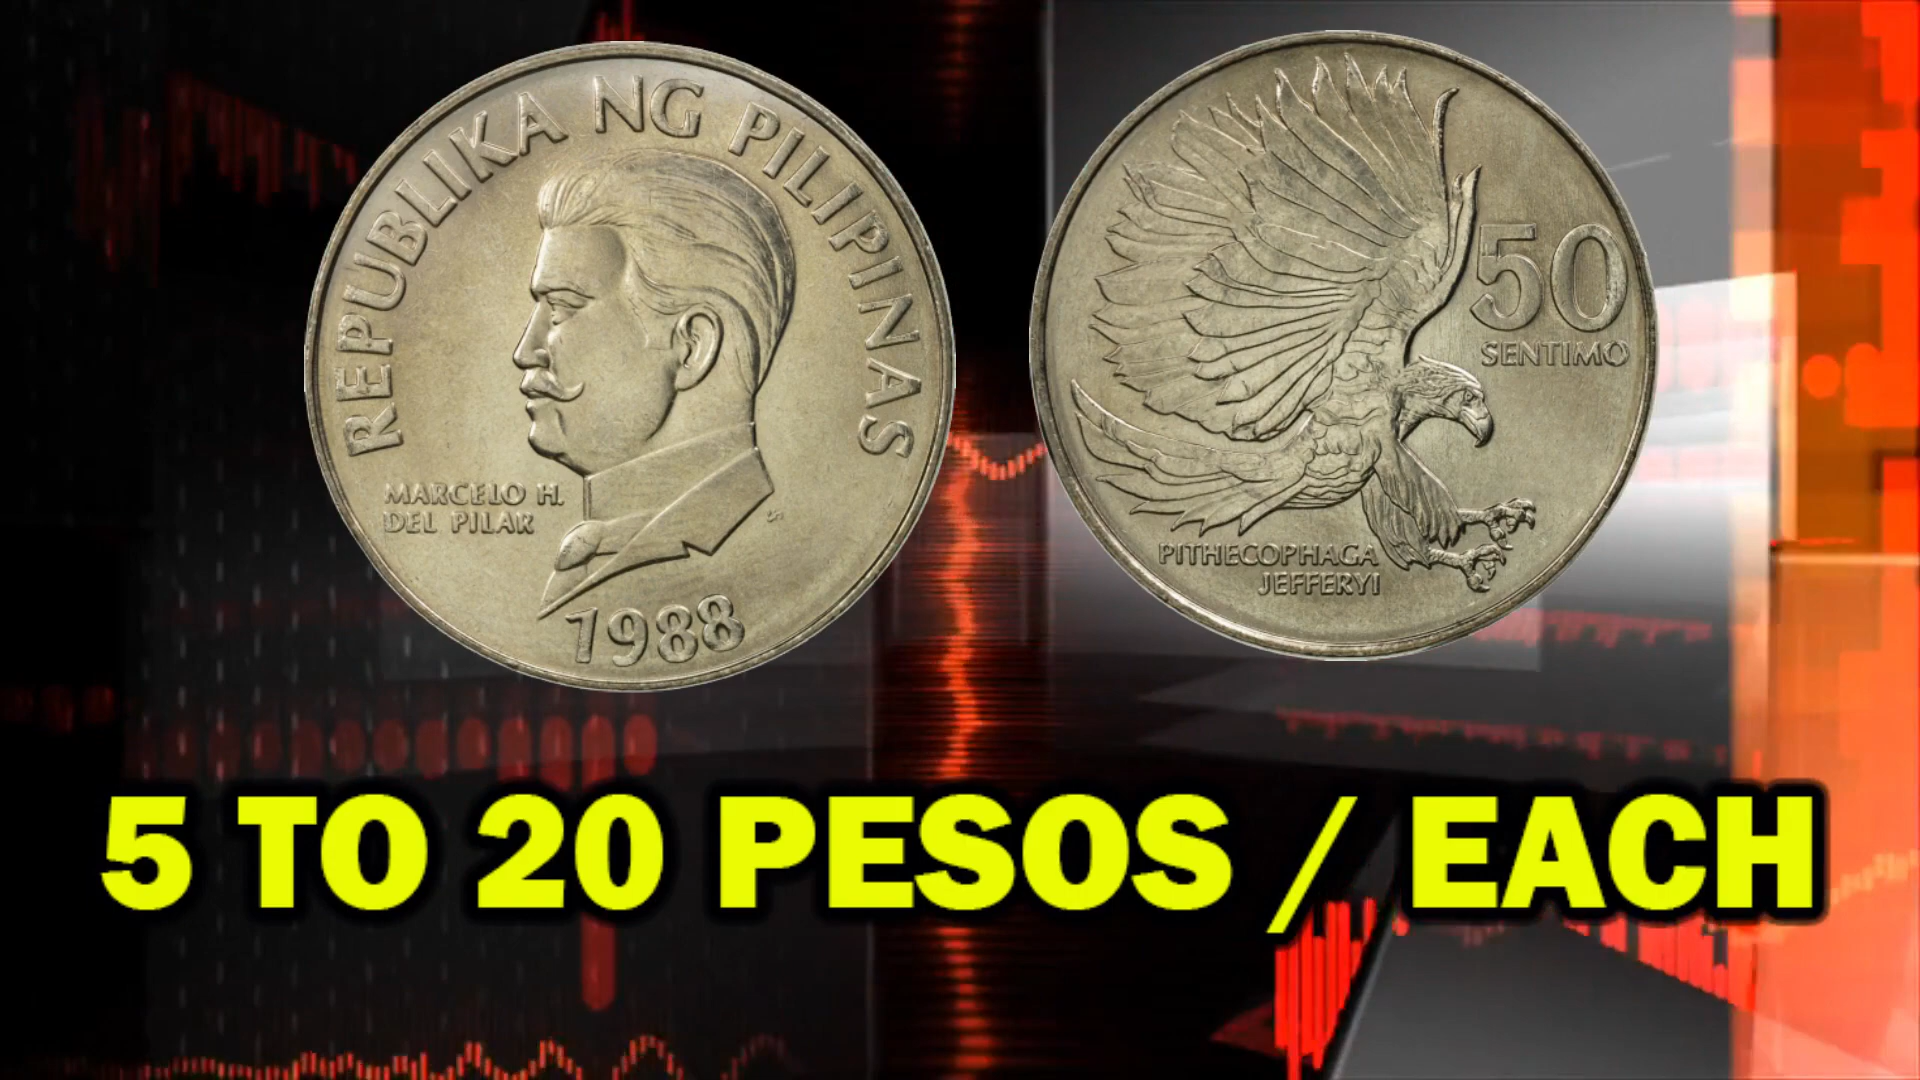 REPUBLIKA NG PILIPINAS
MARCELO H.
DEL PILAR
1988
50
SENTIMO
PITHECOPHAGA
JEFFERYI
5 TO 20 PESOS / EACH